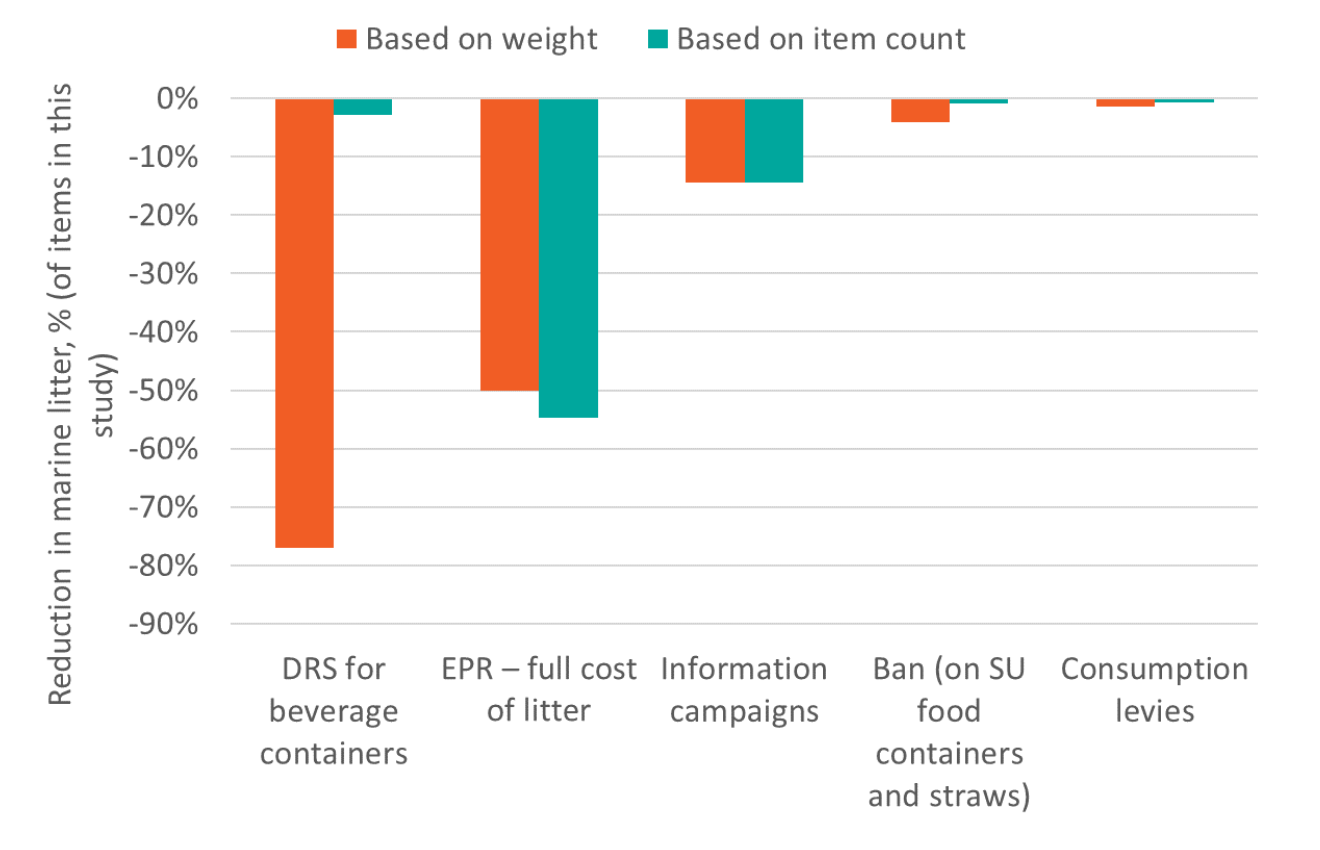 Based on weight Based on item count
Reduction in marine litter, % (of items in this
study)
0%
-10%
-20%
-30%
-40%
-50%
-60%
-70%
-80%
-90%
DRS for
beverage
containers
EPR – full cost
of litter
Information
campaigns
Ban (on SU
food
containers
and straws)
Consumption
levies